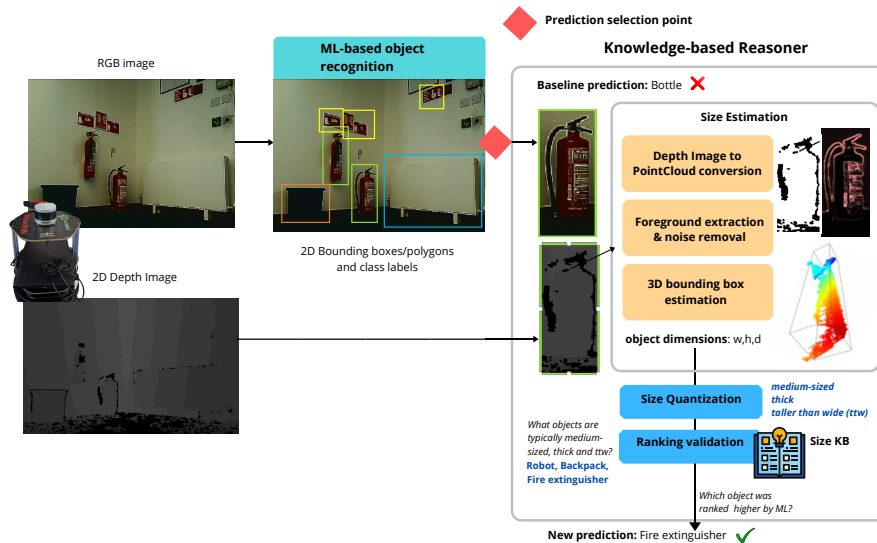 Prediction selection point
RGB image
ML-based object
recognition
Knowledge-based Reasoner
Baseline prediction: Bottle
Size Estimation
Depth Image to
PointCloud conversion
Foreground extraction
& noise removal
3D bounding box
estimation
object dimensions: w,h,d
2D Bounding boxes/polygons
and class labels
2D Depth Image
Size Quantization
medium-sized
thick
taller than wide (ttw)
What objects are
typically medium-
sized, thick and ttw?
Robot, Backpack,
Fire extinguisher
Ranking validation
Size KB
Which object was
ranked higher by ML?
New prediction: Fire extinguisher